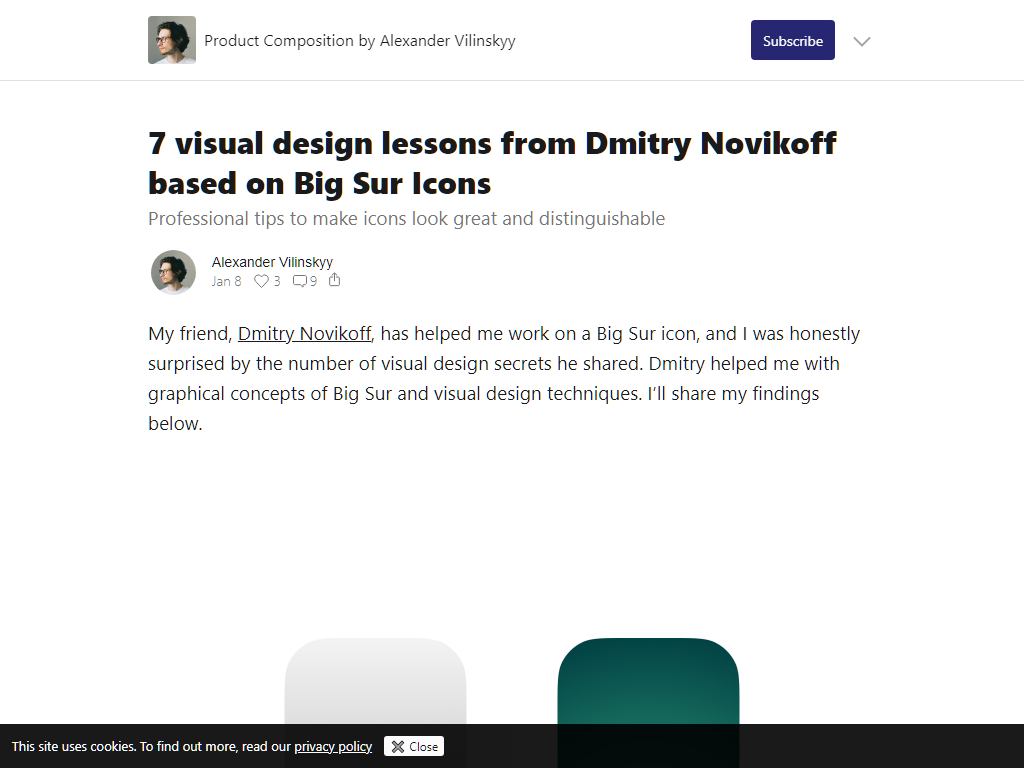 Product Composition by Alexander Vilinskyy
Subscribe
7 visual design lessons from Dmitry Novikoff
based on Big Sur Icons
Professional tips to make icons look great and distinguishable
Alexander Vilinskyy
Jan 8 3 9
My friend, Dmitry Novikoff, has helped me work on a Big Sur icon, and I was honestly
surprised by the number of visual design secrets he shared. Dmitry helped me with
graphical concepts of Big Sur and visual design techniques. I’ll share my findings
below.
This site uses cookies. To find out more, read our privacy policy Close